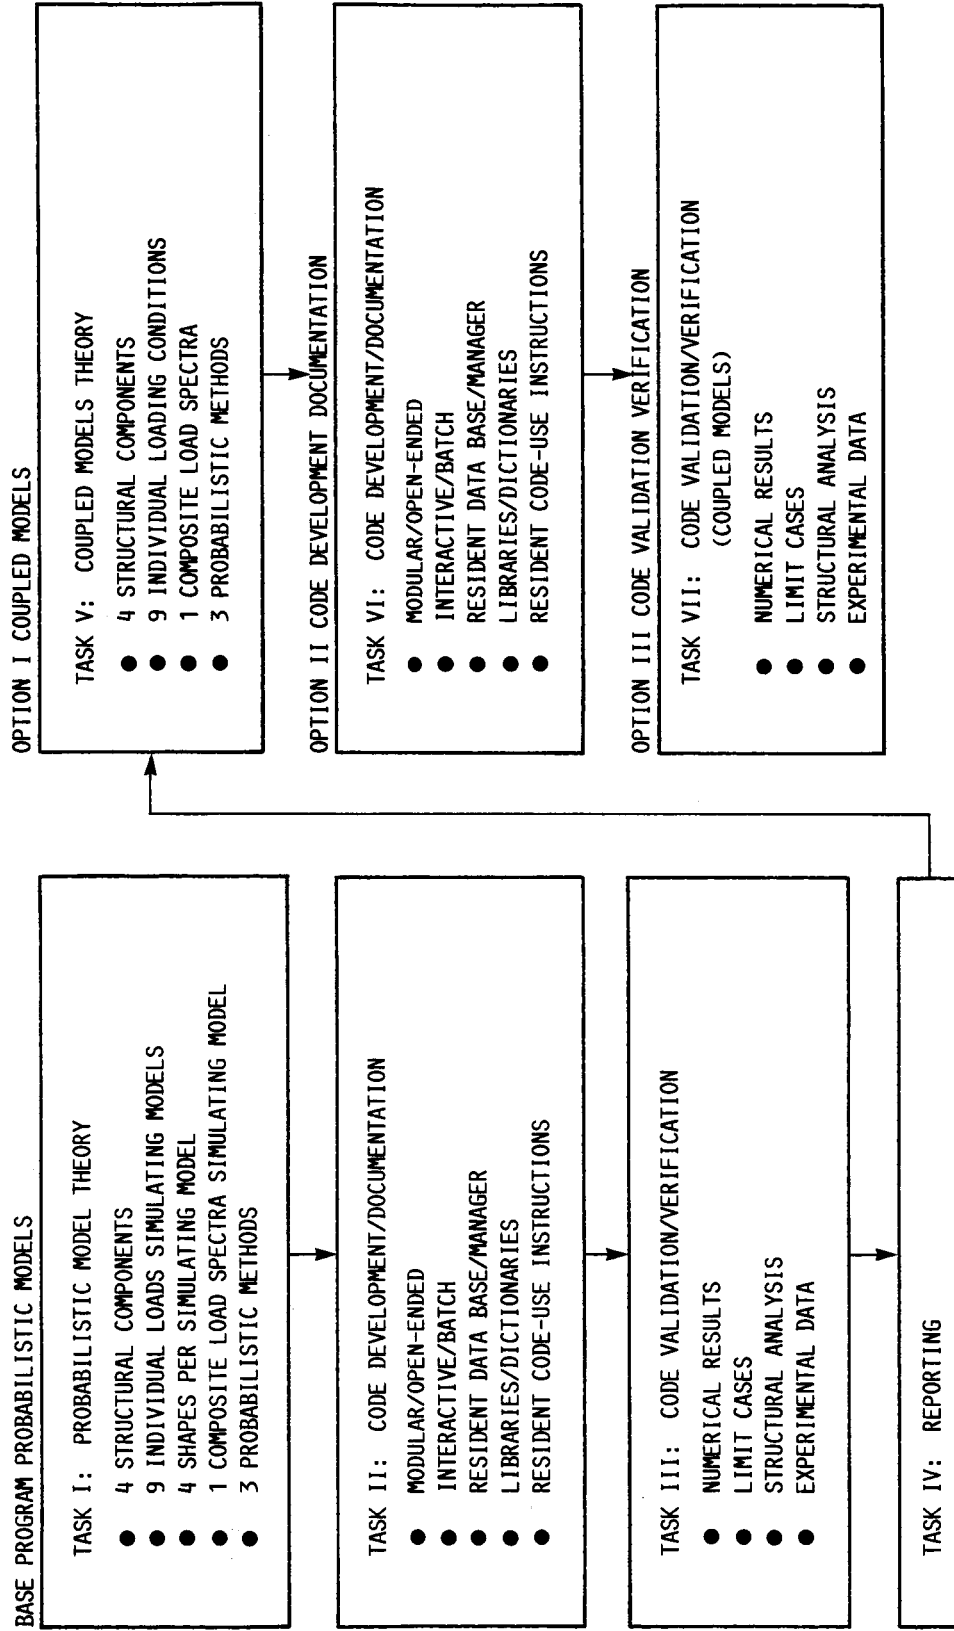 BASE PROGRAM PROBABILISTIC MODELS
TASK I: PROBABILISTIC MODEL THEORY
● 4 STRUCTURAL COMPONENTS
● 9 INDIVIDUAL LOADS SIMULATING MODELS
● 4 SHAPES PER SIMULATING MODEL
● 1 COMPOSITE LOAD SPECTRA SIMULATING MODEL
● 3 PROBABILISTIC METHODS
TASK II: CODE DEVELOPMENT/DOCUMENTATION
● MODULAR/OPEN-ENDED
● INTERACTIVE/BATCH
● RESIDENT DATA BASE/MANAGER
● LIBRARIES/DICTIONARIES
● RESIDENT CODE-USE INSTRUCTIONS
TASK III: CODE VALIDATION/VERIFICATION
● NUMERICAL RESULTS
● LIMIT CASES
● STRUCTURAL ANALYSIS
● EXPERIMENTAL DATA
TASK IV: REPORTING
OPTION I COUPLED MODELS
TASK V: COUPLED MODELS THEORY
● 4 STRUCTURAL COMPONENTS
● 9 INDIVIDUAL LOADING CONDITIONS
● 1 COMPOSITE LOAD SPECTRA
● 3 PROBABILISTIC METHODS
OPTION II CODE DEVELOPMENT DOCUMENTATION
TASK VI: CODE DEVELOPMENT/DOCUMENTATION
● MODULAR/OPEN-ENDED
● INTERACTIVE/BATCH
● RESIDENT DATA BASE/MANAGER
● LIBRARIES/DICTIONARIES
● RESIDENT CODE-USE INSTRUCTIONS
OPTION III CODE VALIDATION VERIFICATION
TASK VII: CODE VALIDATION/VERIFICATION
(COUPLED MODELS)
● NUMERICAL RESULTS
● LIMIT CASES
● STRUCTURAL ANALYSIS
● EXPERIMENTAL DATA